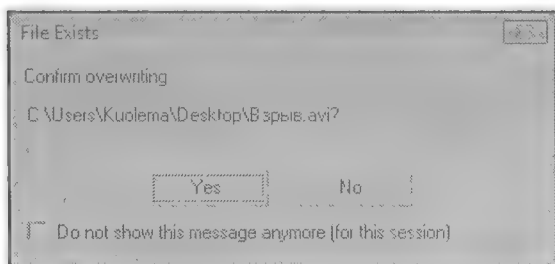 File Exists
Confirm overwriting
C:\Users\Kuolema\Desktop\Взрыв.avi?
Yes No
Do not show this message anymore (for this session)